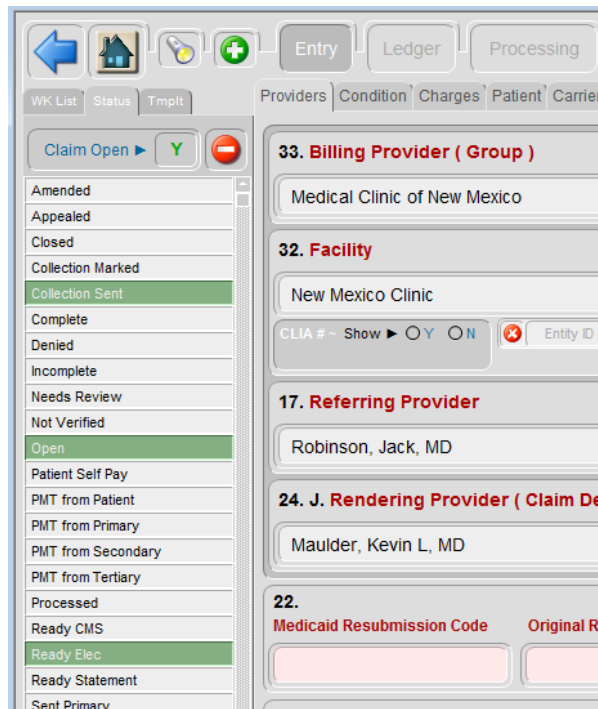 Entry Ledger Processing
WK List Status Tmplt
Providers Condition Charges Patient Carrie
Claim Open ► Y
Amended
Appealed
Closed
Collection Marked
Collection Sent
Complete
Denied
Incomplete
Needs Review
Not Verified
Open
Patient Self Pay
PMT from Patient
PMT from Primary
PMT from Secondary
PMT from Tertiary
Processed
Ready CMS
Ready Elec
Ready Statement
Sent Primary
33. Billing Provider ( Group )
Medical Clinic of New Mexico
32. Facility
New Mexico Clinic
CLIA # ~ Show ► Y N Entity ID
17. Referring Provider
Robinson, Jack, MD
24. J. Rendering Provider ( Claim De
Maulder, Kevin L, MD
22.
Medicaid Resubmission Code Original R